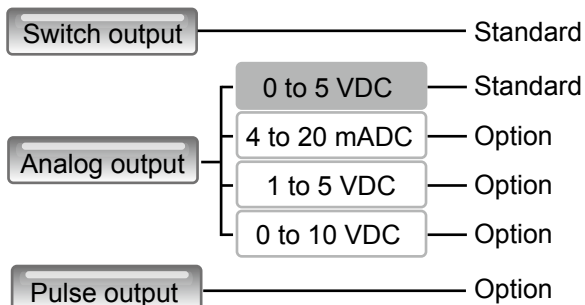 Switch output Standard
0 to 5 VDC Standard
4 to 20 mADC Option
Analog output
1 to 5 VDC Option
0 to 10 VDC Option
Pulse output Option